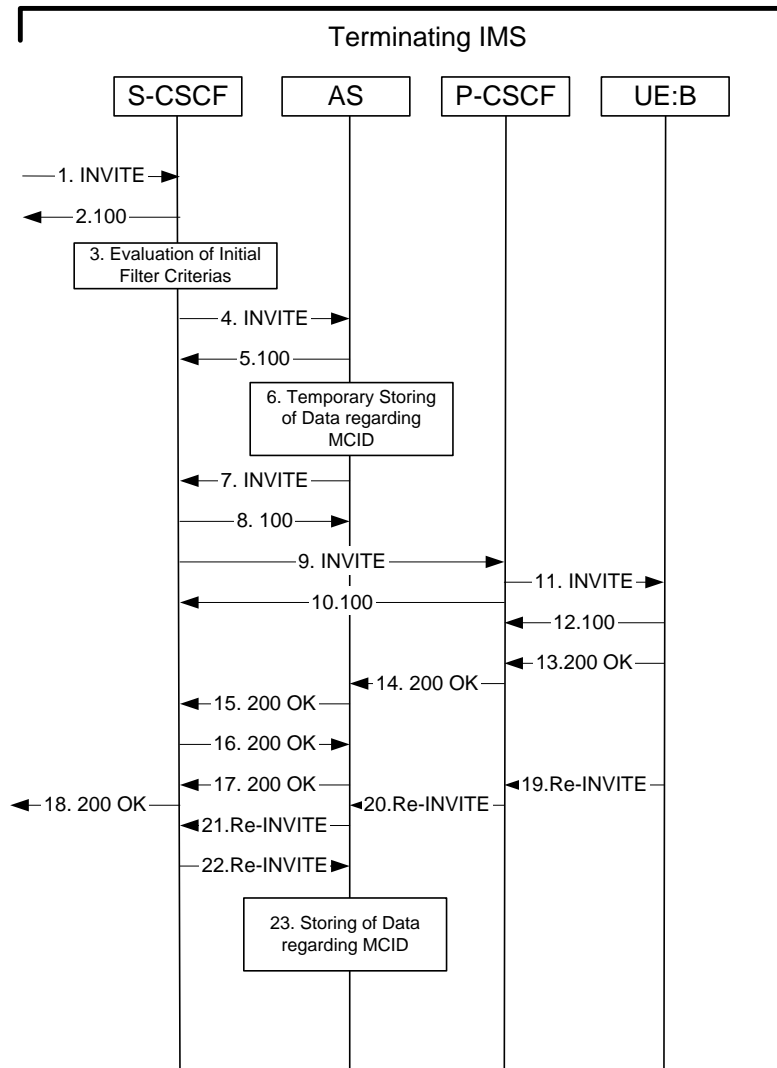 Terminating IMS
S-CSCF
AS
P-CSCF
UE:B
1. INVITE
2.100
3. Evaluation of Initial
Filter Criterias
4. INVITE
5.100
6. Temporary Storing
of Data regarding
MCID
7. INVITE
8. 100
9. INVITE
11. INVITE
10.100
12.100
13.200 OK
14. 200 OK
15. 200 OK
16. 200 OK
17. 200 OK
19.Re-INVITE
18. 200 OK
20.Re-INVITE
21.Re-INVITE
22.Re-INVITE
23. Storing of Data
regarding MCID